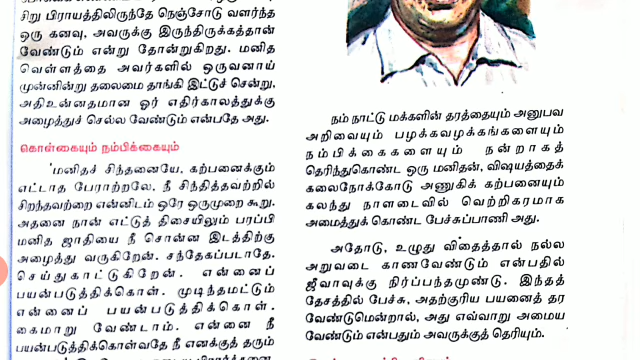 சிறு பிராயத்திலிருந்தே நெஞ்சோடு வளர்ந்த
ஒரு கனவு, அவருக்கு இருந்திருக்கத்தான்
வேண்டும் என்று தோன்றுகிறது. மனித
வெள்ளத்தை அவர்களில் ஒருவனாய்
முன்னின்று தலைமை தாங்கி இட்டுச் சென்று,
அதிஉன்னதமான ஓர் எதிர்காலத்துக்கு
அழைத்துச் செல்ல வேண்டும் என்பதே அது.
கொள்கையும் நம்பிக்கையும்
'மனிதச் சிந்தனையே, கற்பனைக்கும்
எட்டாத பேராற்றலே, நீ சிந்தித்தவற்றில்
சிறந்தவற்றை என்னிடம் ஒரே ஒருமுறை கூறு.
அதனை நான் எட்டுத் திசையிலும் பரப்பி
மனித ஜாதியை நீ சொன்ன இடத்திற்கு
அழைத்து வருகிறேன். சந்தேகப்படாதே.
செய்துகாட்டுகிறேன். என்னைப்
பயன்படுத்திக்கொள். முடிந்தமட்டும்
என்னைப் பயன்படுத்திக்கொள்.
கைமாறு வேண்டாம். என்னை நீ
பயன்படுத்திக்கொள்வதே நீ எனக்குத் தரும்
நம் நாட்டு மக்களின் தரத்தையும் அனுபவ
அறிவையும் பழக்கவழக்கங்களையும்
நம்பிக்கைகளையும் நன்றாகத்
தெரிந்துகொண்ட ஒரு மனிதன், விஷயத்தைக்
கலைநோக்கோடு அணுகிக் கற்பனையும்
கலந்து நாளடைவில் வெற்றிகரமாக
அமைத்துக் கொண்ட பேச்சுப்பாணி அது.
அதோடு, உழுது விதைத்தால் நல்ல
அறுவடை காணவேண்டும் என்பதில்
ஜீவாவுக்கு நிர்ப்பந்தமுண்டு. இந்தத்
தேசத்தில் பேச்சு, அதற்குரிய பயனைத் தர
வேண்டுமென்றால், அது எவ்வாறு அமைய
வேண்டும் என்பதும் அவருக்குத் தெரியும்.